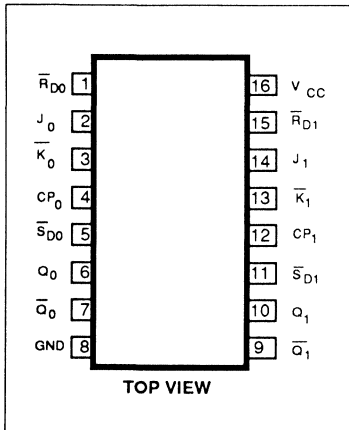 R̅D0 1 16 VCC
J0 2 15 R̅D1
K̅0 3 14 J1
CP0 4 13 K̅1
S̅D0 5 12 CP1
Q0 6 11 S̅D1
Q̅0 7 10 Q1
GND 8 9 Q̅1
TOP VIEW